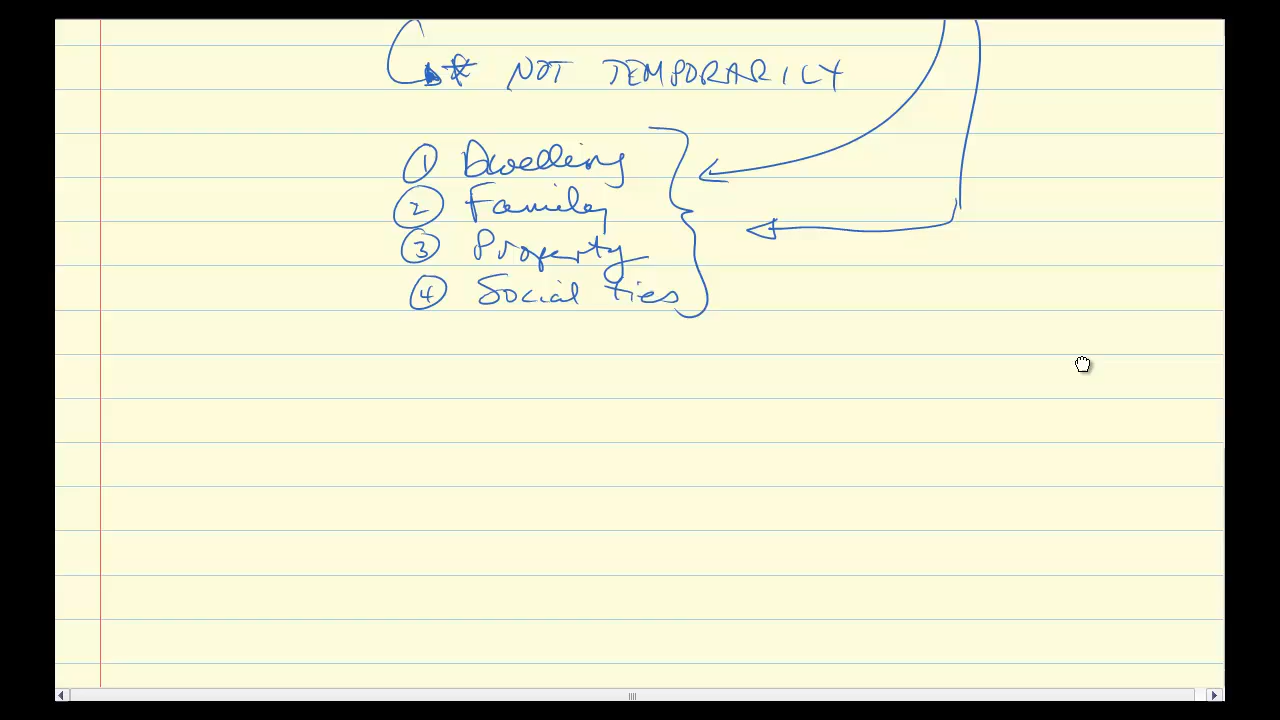 * NOT TEMPORARILY
① Dwelling
② Family
③ Property
④ Social ties